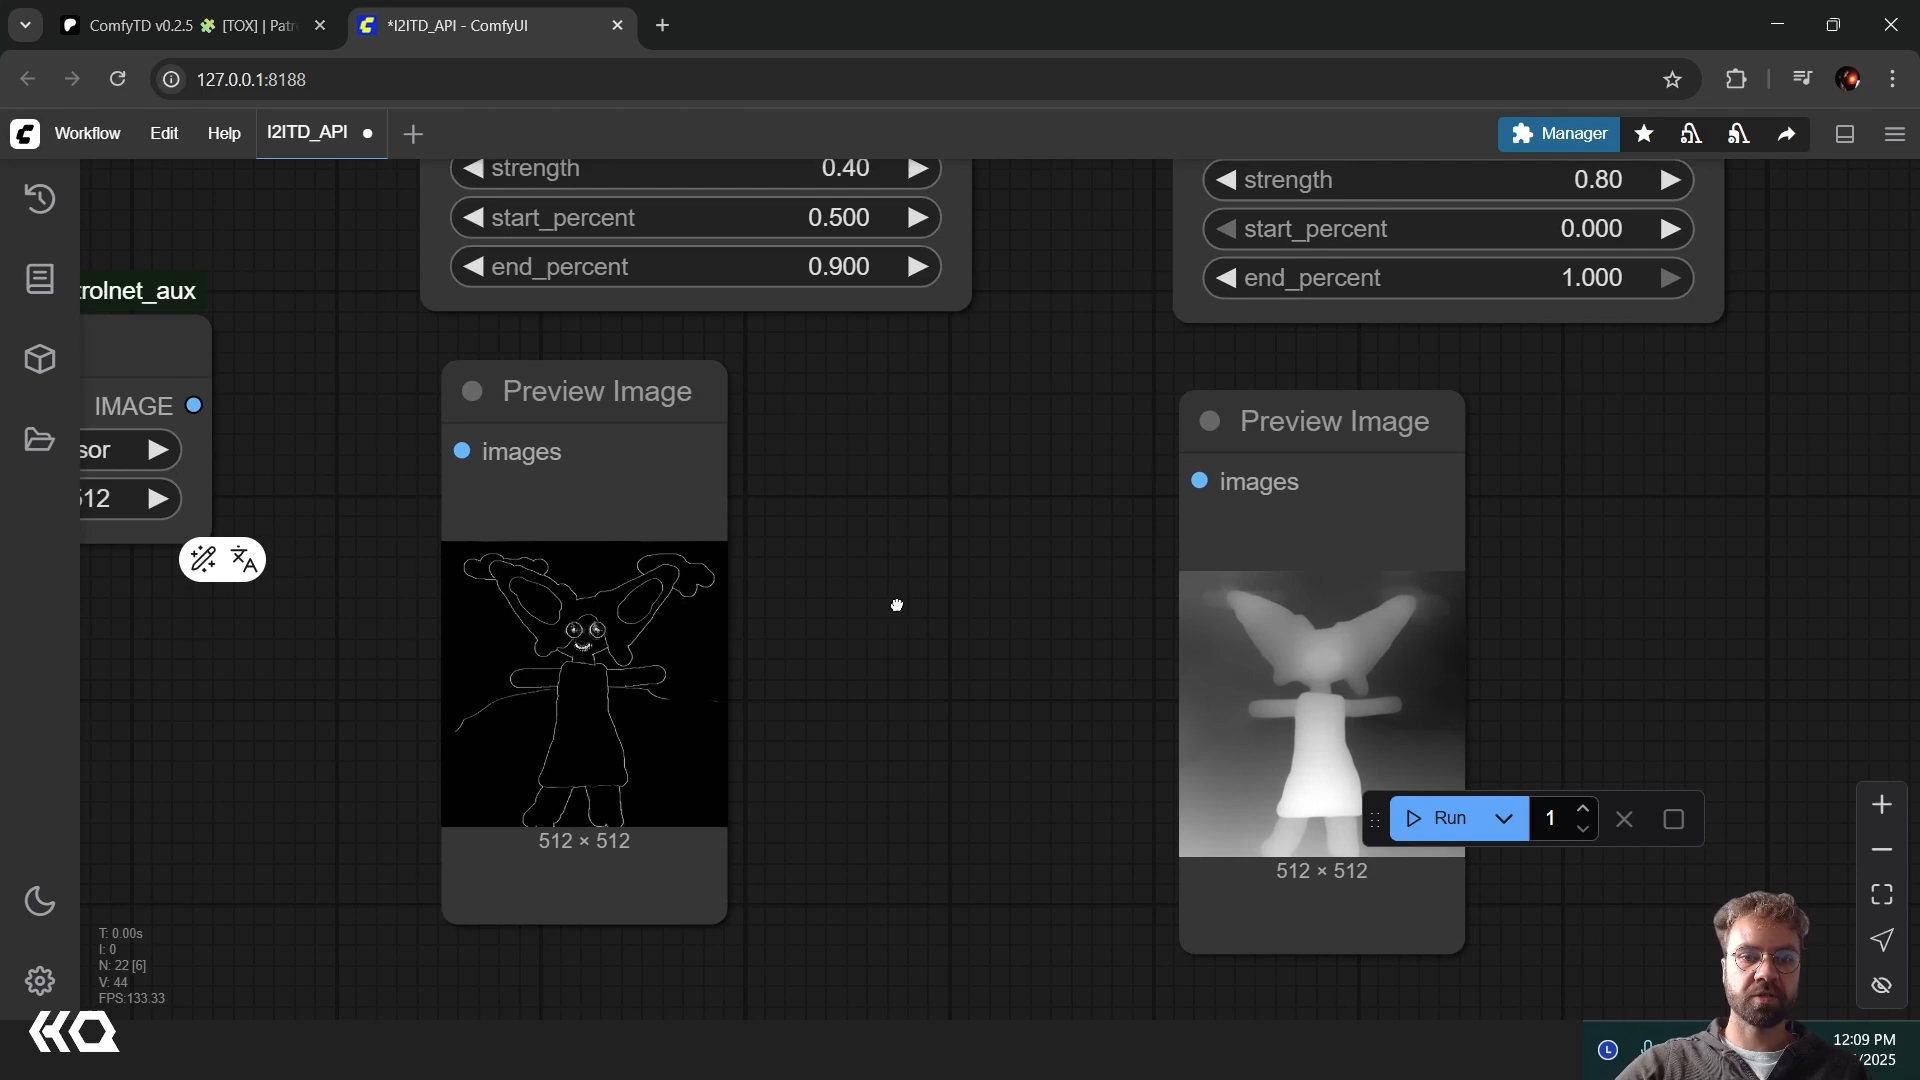 ComfyTD v0.2.5 🧩 [TOX] | Patr
*I2ITD_API - ComfyUI
127.0.0.1:8188
Workflow
Edit
Help
I2ITD_API
Manager
strength 0.40
start_percent 0.500
end_percent 0.900
strength 0.80
start_percent 0.000
end_percent 1.000
trolnet_aux
IMAGE
sor
512
Preview Image
images
512 × 512
Preview Image
images
512 × 512
Run
1
T: 0.00s
I: 0
N: 22 [6]
V: 44
FPS:133.33
HQ
12:09 PM
/2025